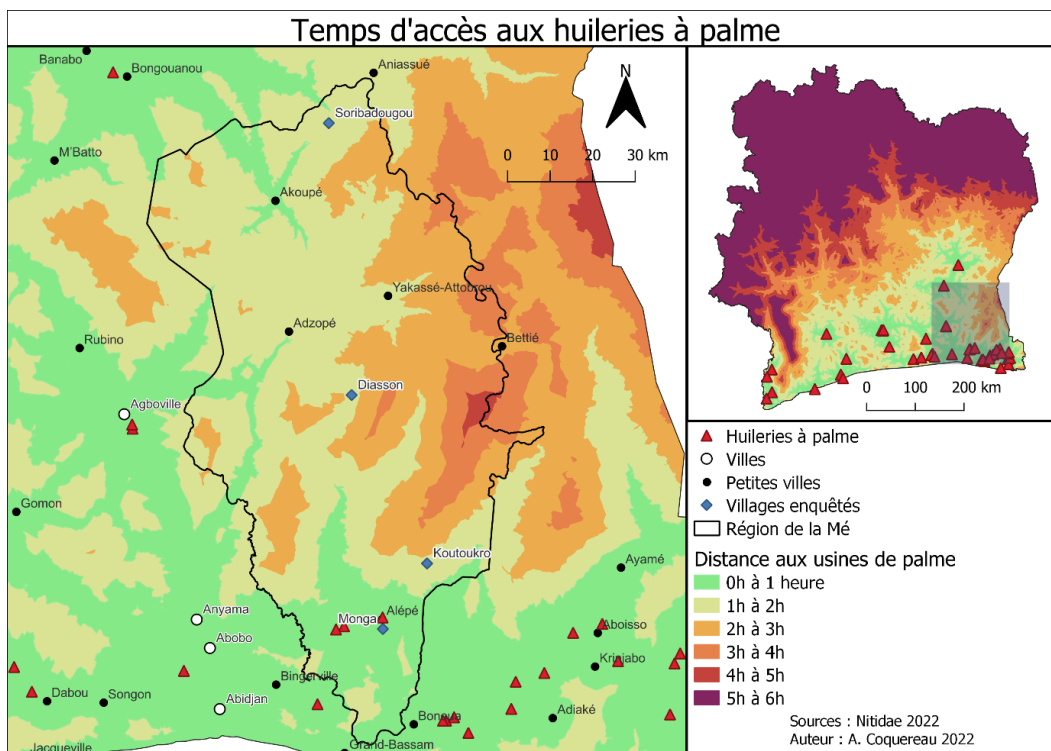 Temps d'accès aux huileries à palme
Banabo
Bongouanou
Aniassué
N
Soribadougou
0 10 20 30 km
M'Batto
Akoupé
Yakassé-Attobrou
Adzopé
Rubino
Bettié
Diasson
Agboville
Gomon
Koutoukro
Ayamé
Anyama
Monga
Alépé
Abobo
Aboisso
Krinjabo
Bingerville
Dabou
Songon
Abidjan
Bonoua
Adiaké
Jacqueville
Grand-Bassam
0 100 200 km
Huileries à palme
Villes
Petites villes
Villages enquêtés
Région de la Mé
Distance aux usines de palme
0h à 1 heure
1h à 2h
2h à 3h
3h à 4h
4h à 5h
5h à 6h
Sources : Nitidae 2022
Auteur : A. Coquereau 2022